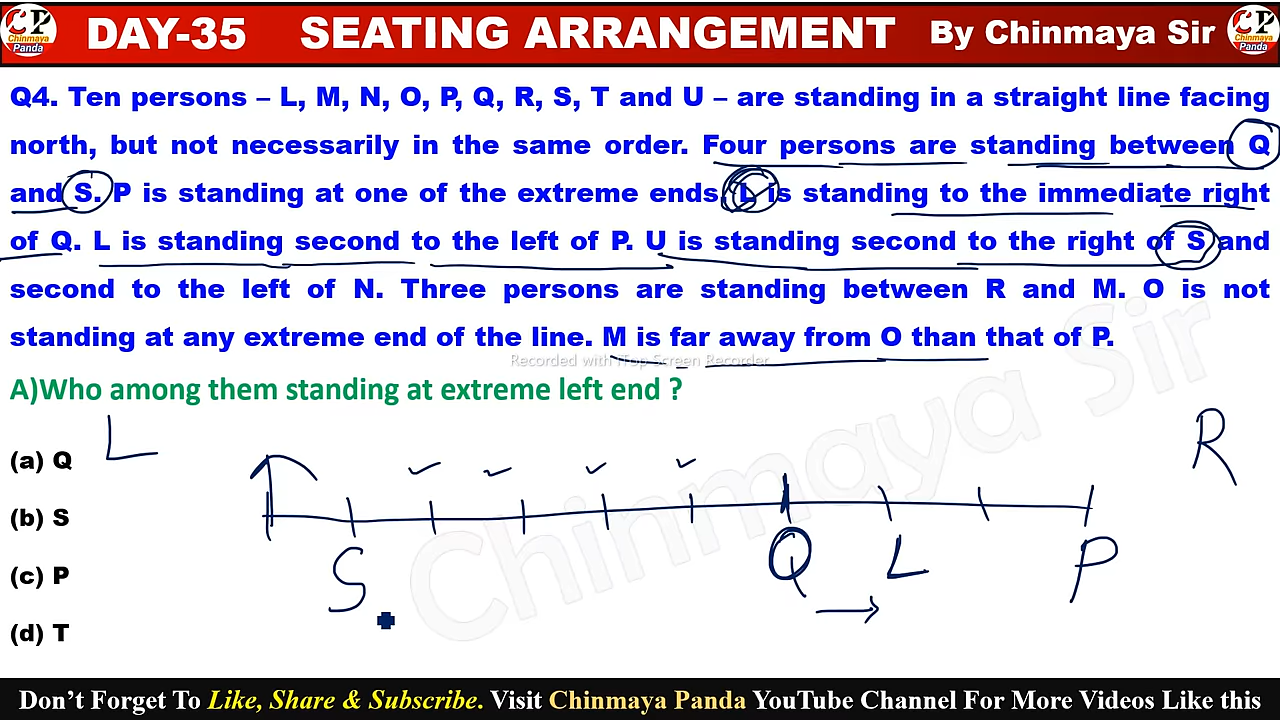 CP DAY-35 SEATING ARRANGEMENT By Chinmaya Sir CP
Chinmaya Panda Chinmaya Panda
Q4. Ten persons – L, M, N, O, P, Q, R, S, T and U – are standing in a straight line facing
north, but not necessarily in the same order. Four persons are standing between Q
and S. P is standing at one of the extreme ends. L is standing to the immediate right
of Q. L is standing second to the left of P. U is standing second to the right of S and
second to the left of N. Three persons are standing between R and M. O is not
standing at any extreme end of the line. M is far away from O than that of P.
Recorded with iTop Screen Recorder
A)Who among them standing at extreme left end ?
L R
(a) Q
(b) S
(c) P
(d) T
S Q L P
Chinmaya Sir
Don't Forget To Like, Share & Subscribe. Visit Chinmaya Panda YouTube Channel For More Videos Like this